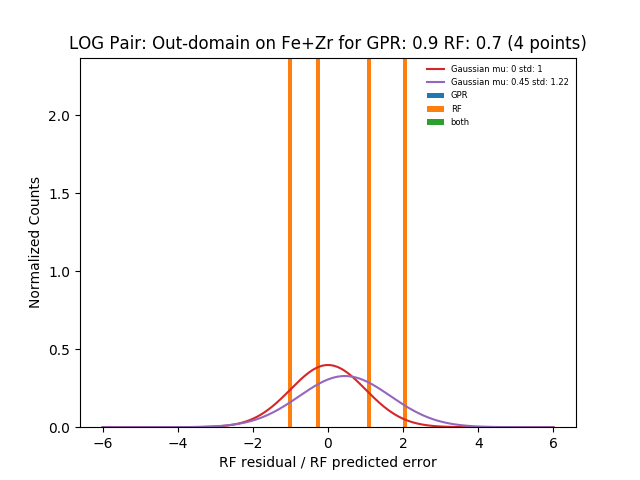 LOG Pair: Out-domain on Fe+Zr for GPR: 0.9 RF: 0.7 (4 points)
Gaussian mu: 0 std: 1
Gaussian mu: 0.45 std: 1.22
GPR
RF
both
Normalized Counts
2.0
1.5
1.0
0.5
0.0
−6 −4 −2 0 2 4 6
RF residual / RF predicted error